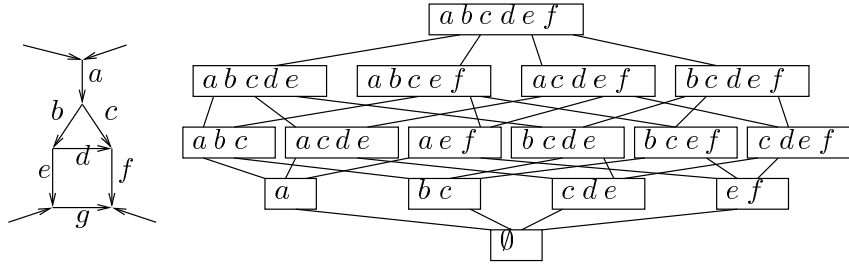 a
b c
d
e f
g
a b c d e f
a b c d e a b c e f a c d e f b c d e f
a b c a c d e a e f b c d e b c e f c d e f
a b c c d e e f
∅